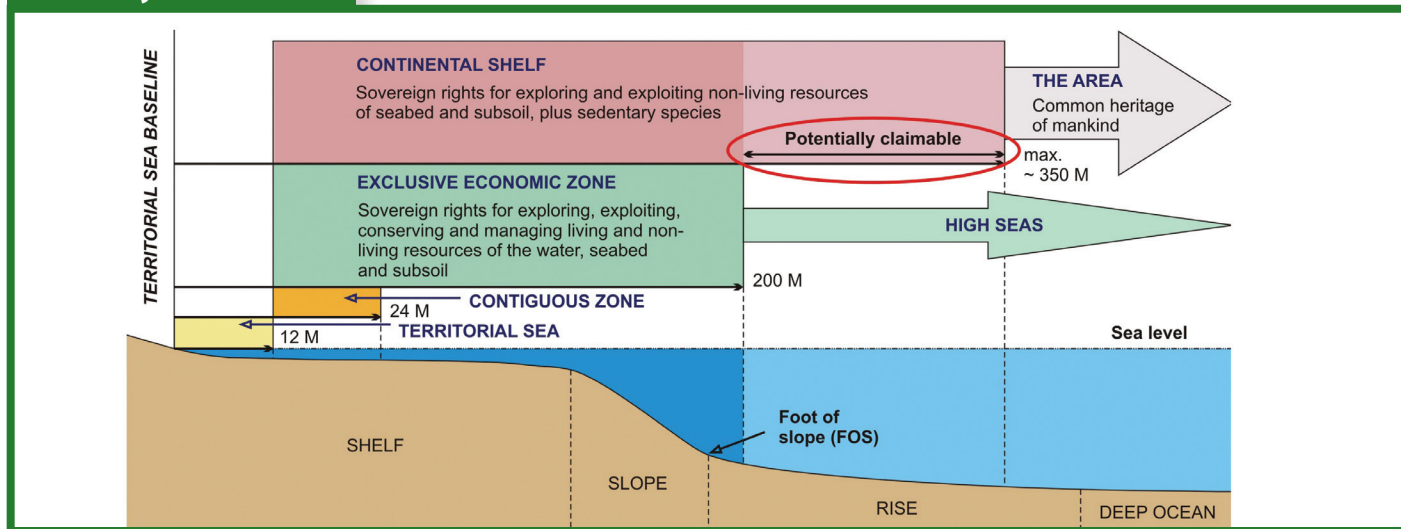 TERRITORIAL SEA BASELINE
CONTINENTAL SHELF
Sovereign rights for exploring and exploiting non-living resources
of seabed and subsoil, plus sedentary species
THE AREA
Common heritage
of mankind
Potentially claimable
max.
~ 350 M
EXCLUSIVE ECONOMIC ZONE
Sovereign rights for exploring, exploiting,
conserving and managing living and non-
living resources of the water, seabed
and subsoil
HIGH SEAS
200 M
CONTIGUOUS ZONE
24 M
TERRITORIAL SEA
12 M
Sea level
Foot of
slope (FOS)
SHELF
SLOPE
RISE
DEEP OCEAN